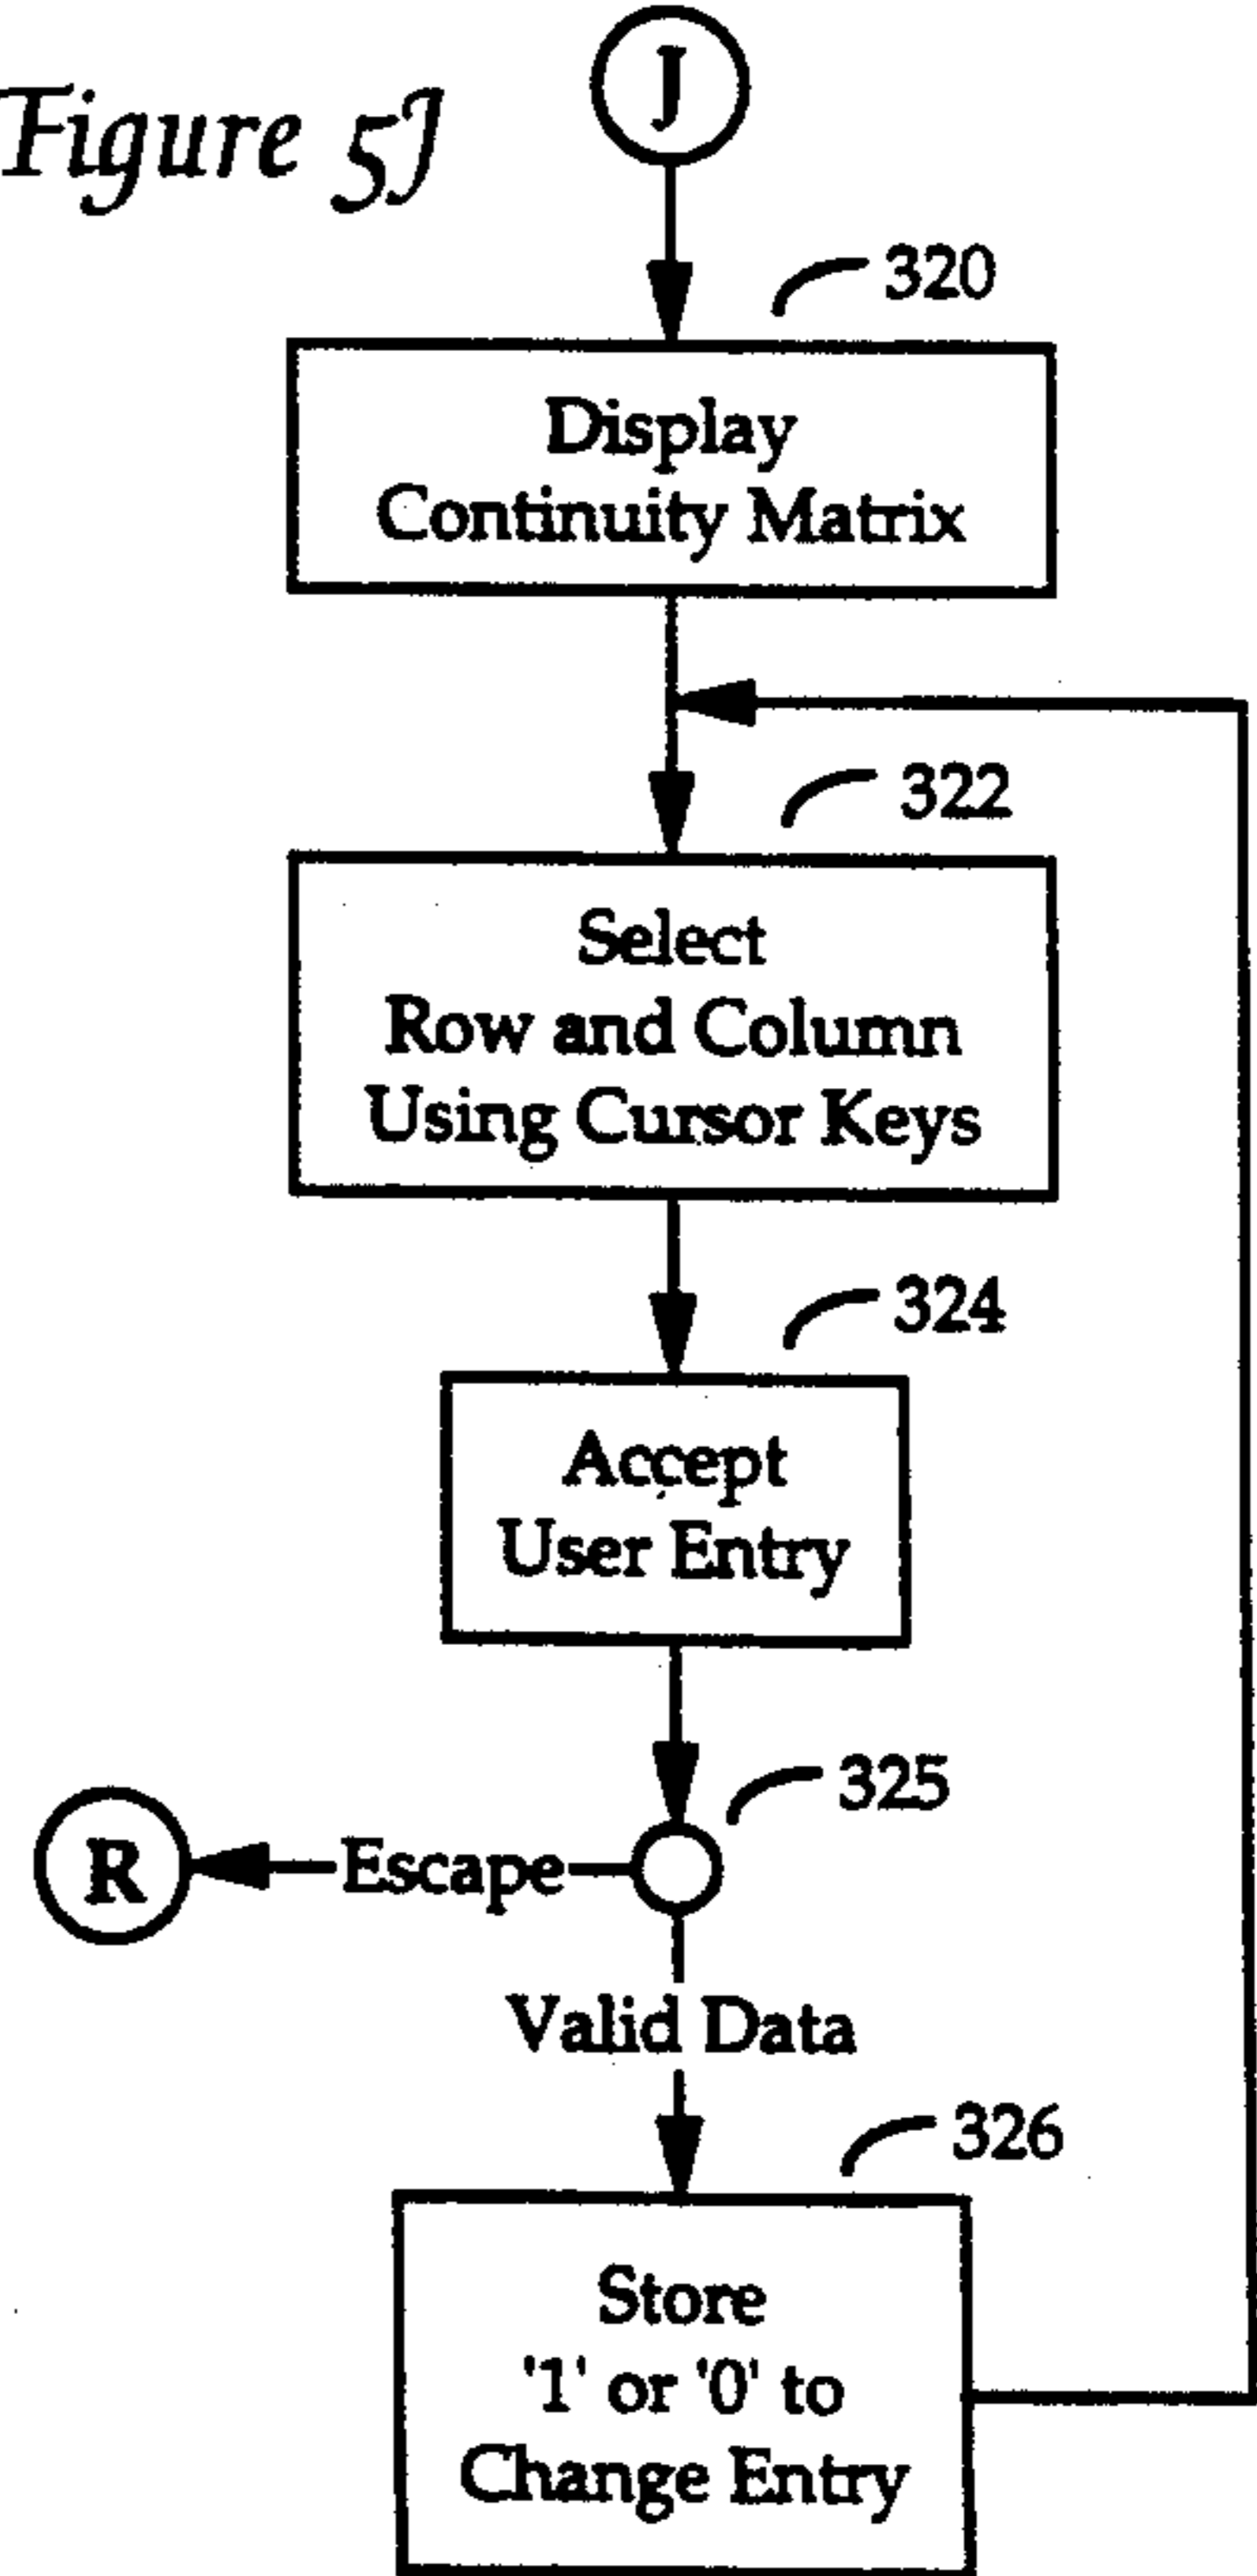 J
Figure 5J
320
Display
Continuity Matrix
322
Select
Row and Column
Using Cursor Keys
324
Accept
User Entry
325
R
Escape
Valid Data
326
Store
'1' or '0' to
Change Entry